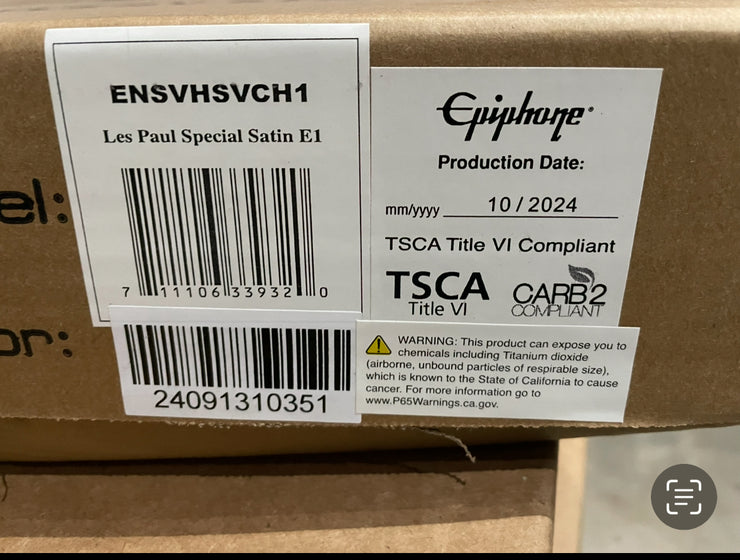 ENSVHSVCH1
Les Paul Special Satin E1
7 11106 33932 0
el:
or:
24091310351
Epiphone
Production Date:
mm/yyyy 10 / 2024
TSCA Title VI Compliant
TSCA
Title VI
CARB2
COMPLIANT
WARNING: This product can expose you to
chemicals including Titanium dioxide
(airborne, unbound particles of respirable size),
which is known to the State of California to cause
cancer. For more information go to
www.P65Warnings.ca.gov.